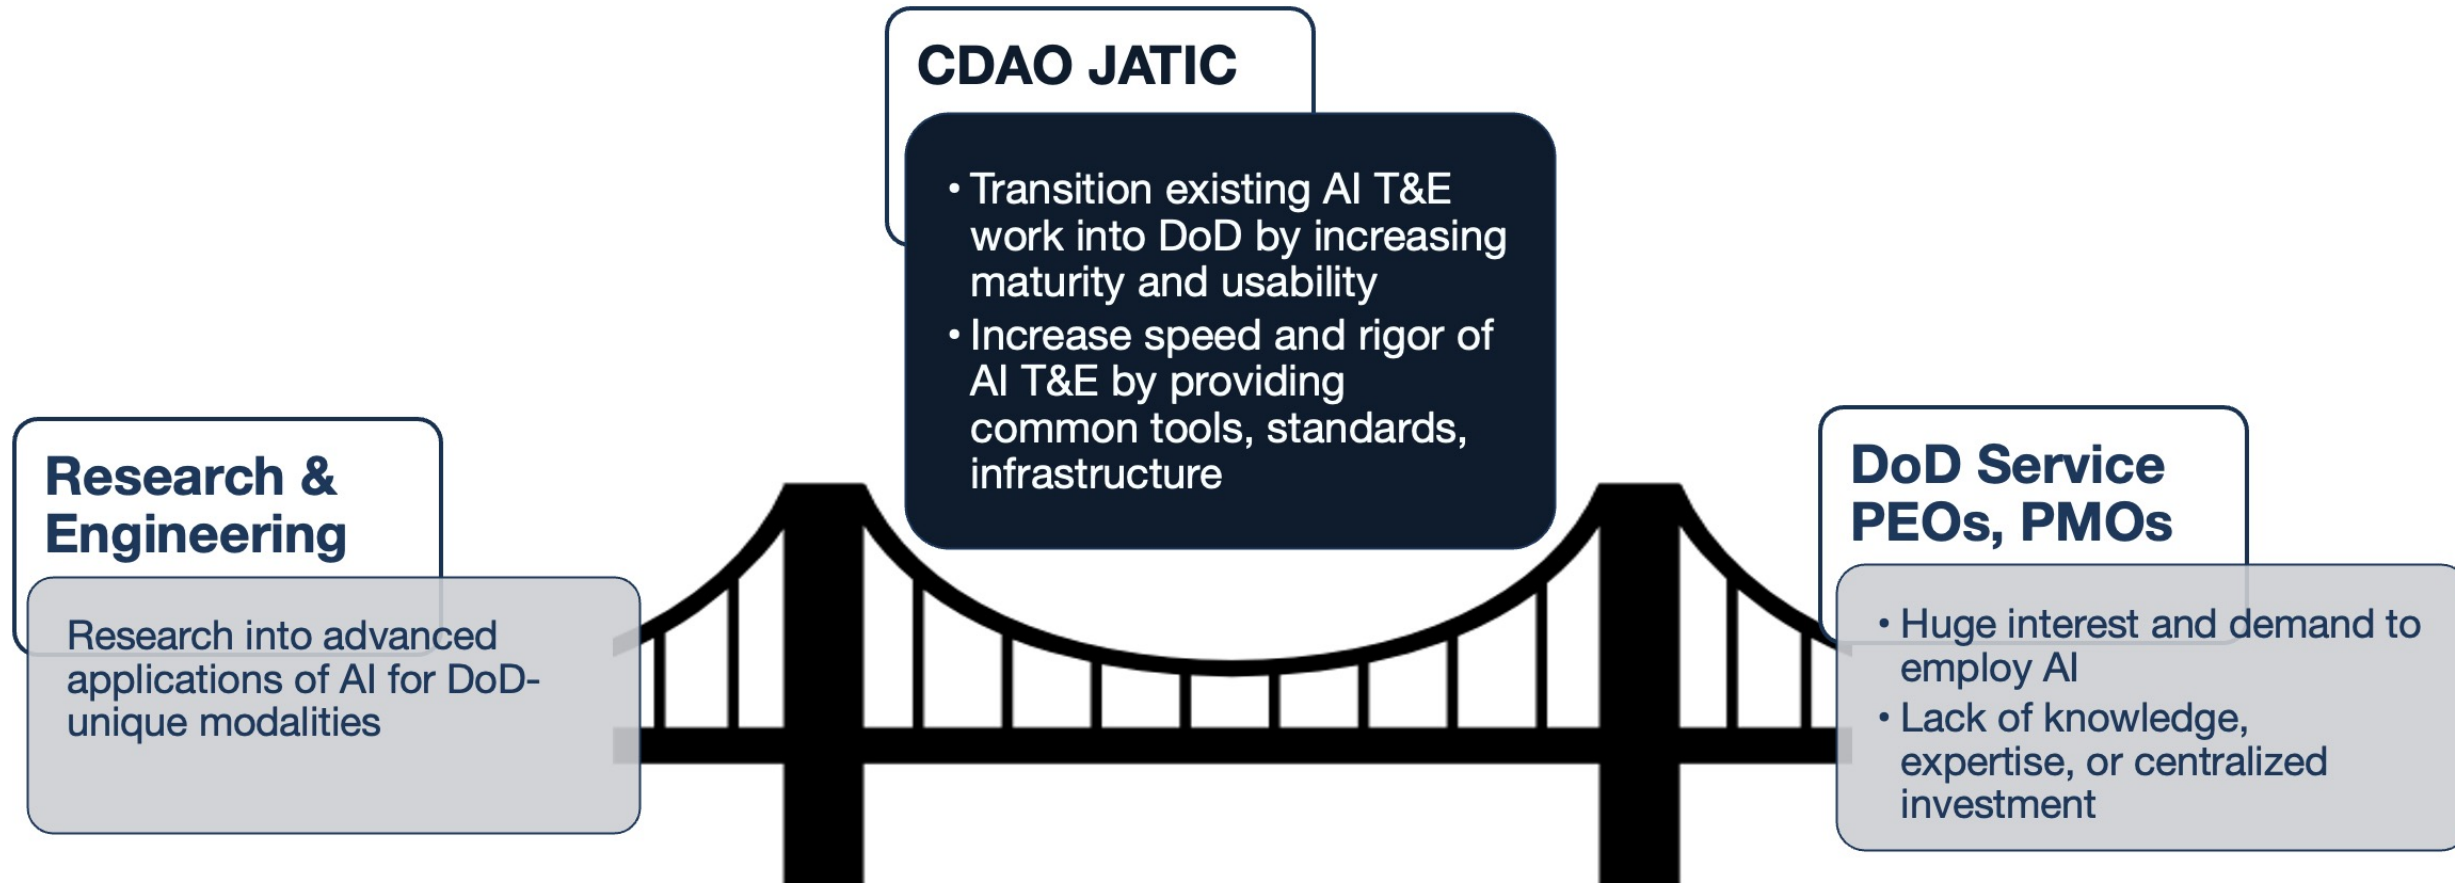 CDAO JATIC
• Transition existing AI T&E
work into DoD by increasing
maturity and usability
• Increase speed and rigor of
AI T&E by providing
common tools, standards,
infrastructure
Research &
Engineering
Research into advanced
applications of AI for DoD-
unique modalities
DoD Service
PEOs, PMOs
• Huge interest and demand to
employ AI
• Lack of knowledge,
expertise, or centralized
investment